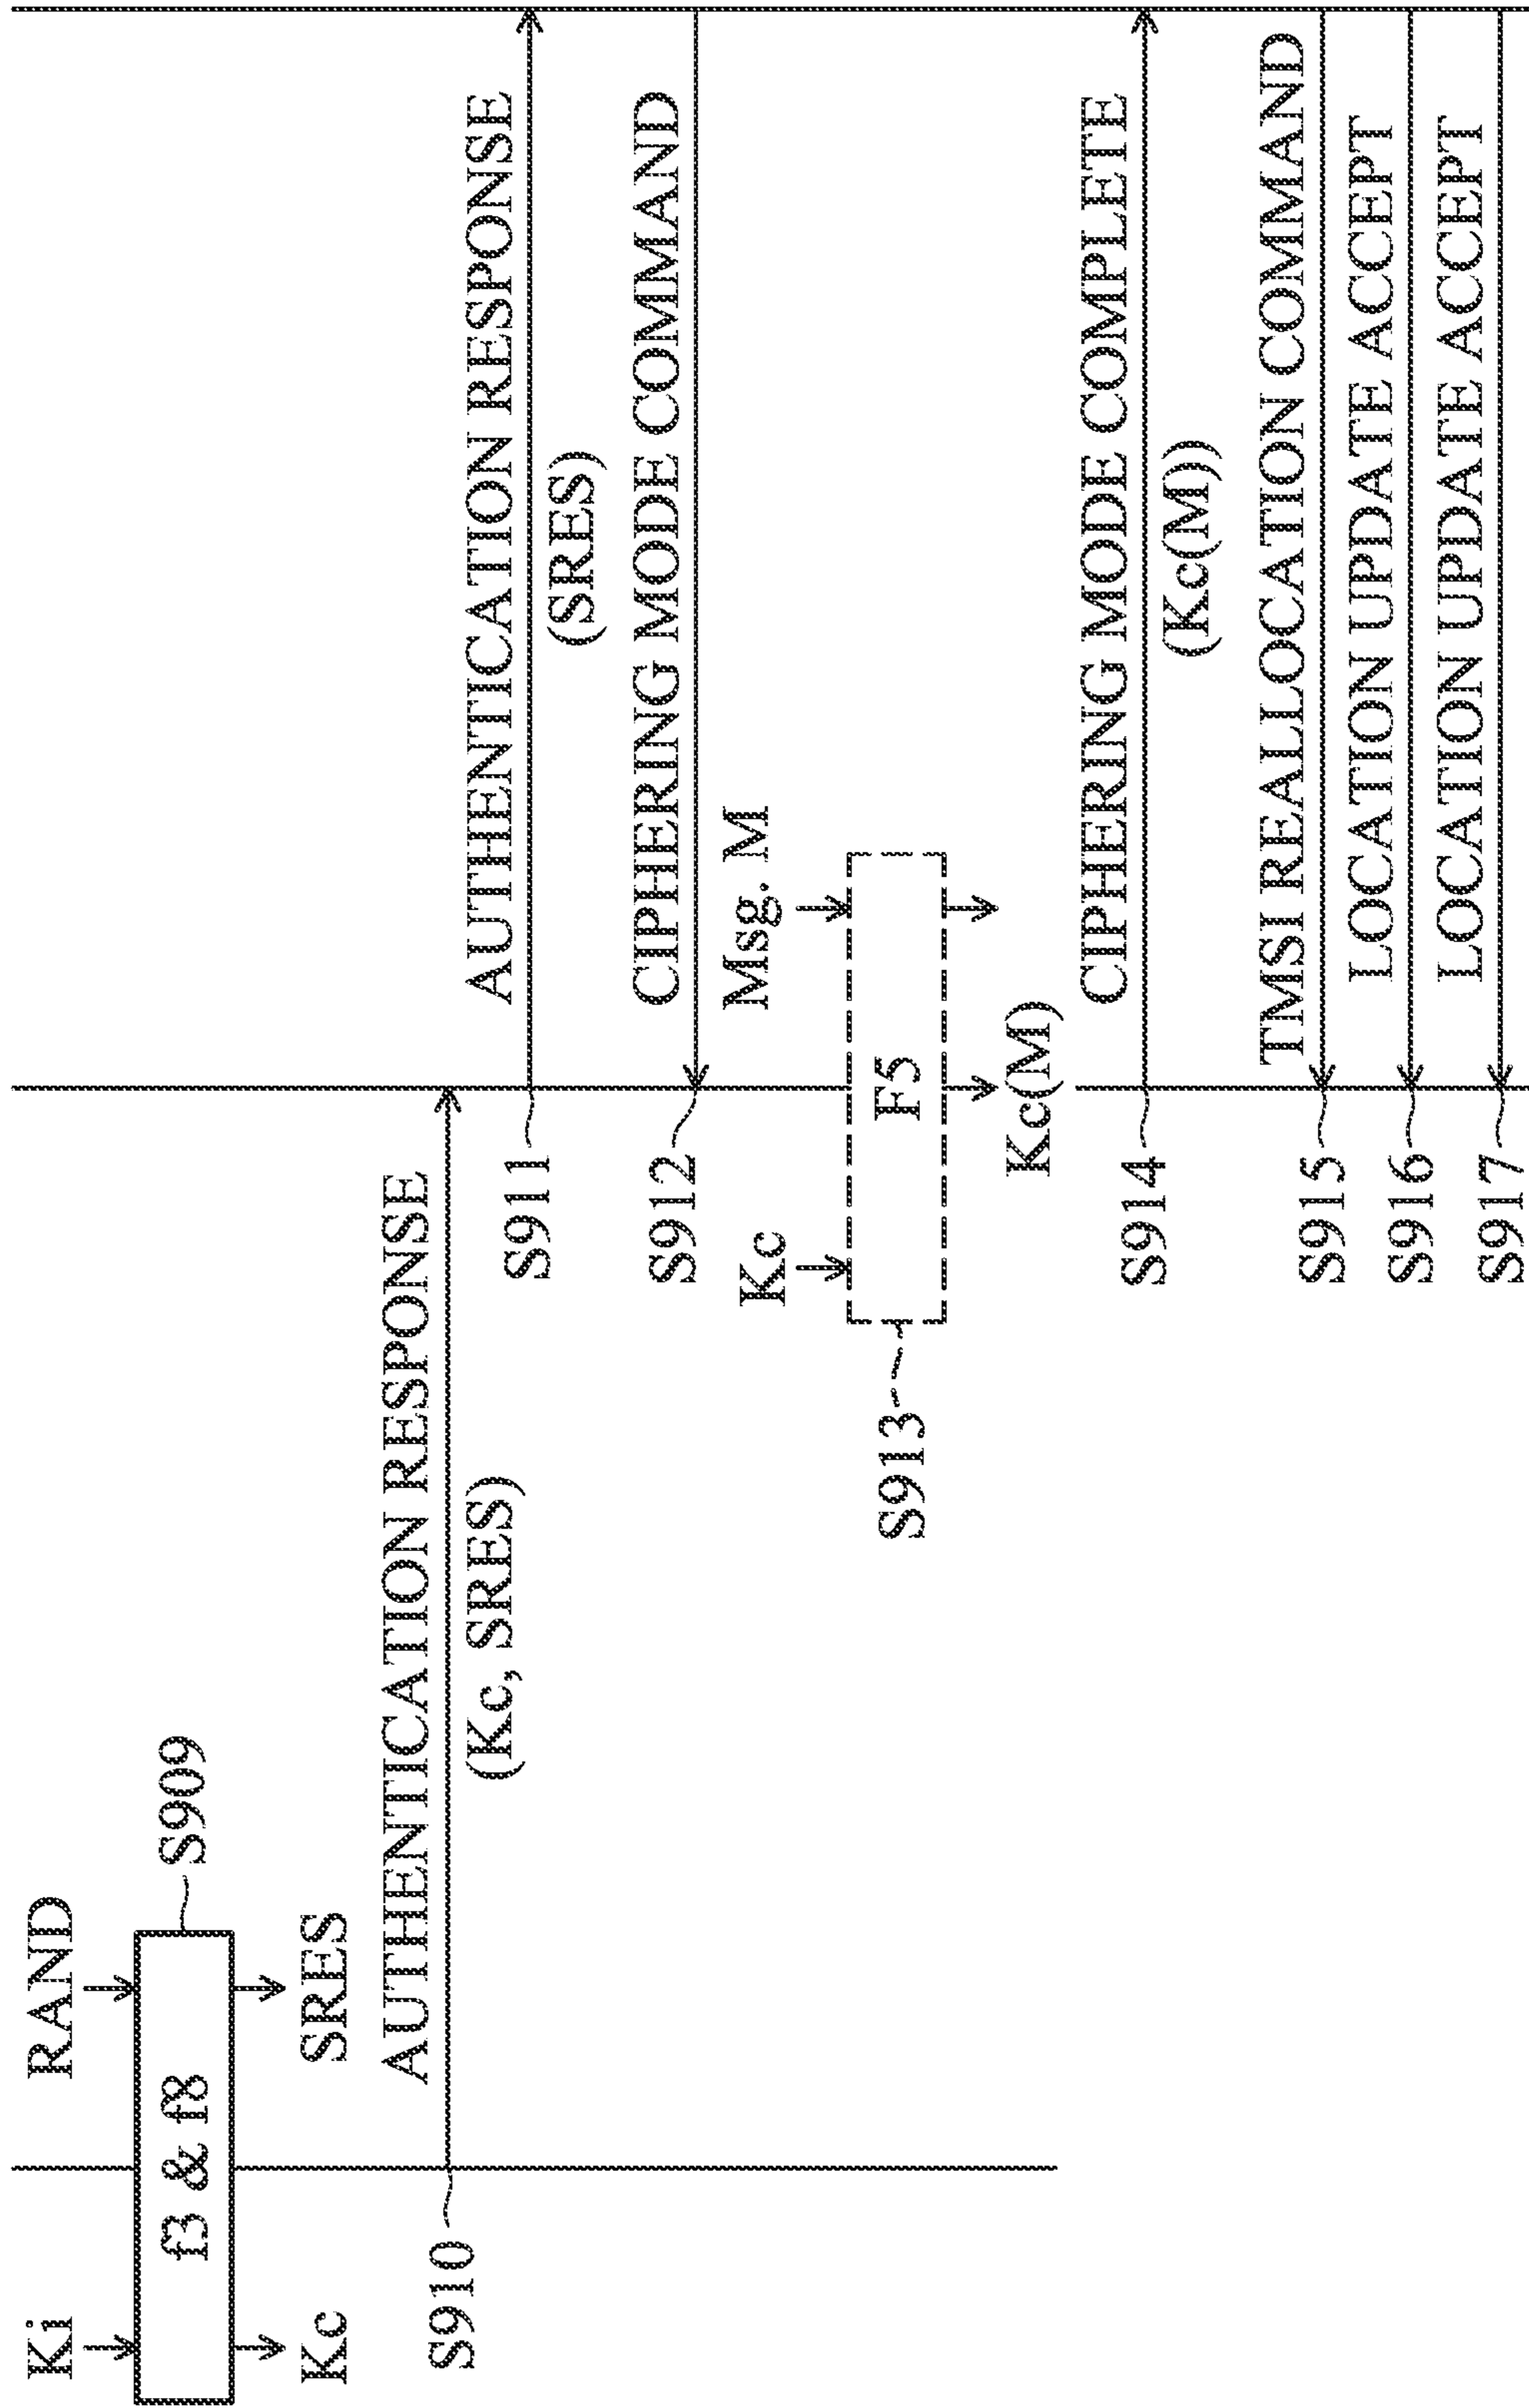 Ki
RAND
f3 & f8
S909
Kc
SRES
AUTHENTICATION RESPONSE
S910
(Kc, SRES)
AUTHENTICATION RESPONSE
S911
(SRES)
CIPHERING MODE COMMAND
S912
Kc
Msg. M
S913
F5
Kc(M)
CIPHERING MODE COMPLETE
S914
(Kc(M))
TMSI REALLOCATION COMMAND
S915
LOCATION UPDATE ACCEPT
S916
LOCATION UPDATE ACCEPT
S917